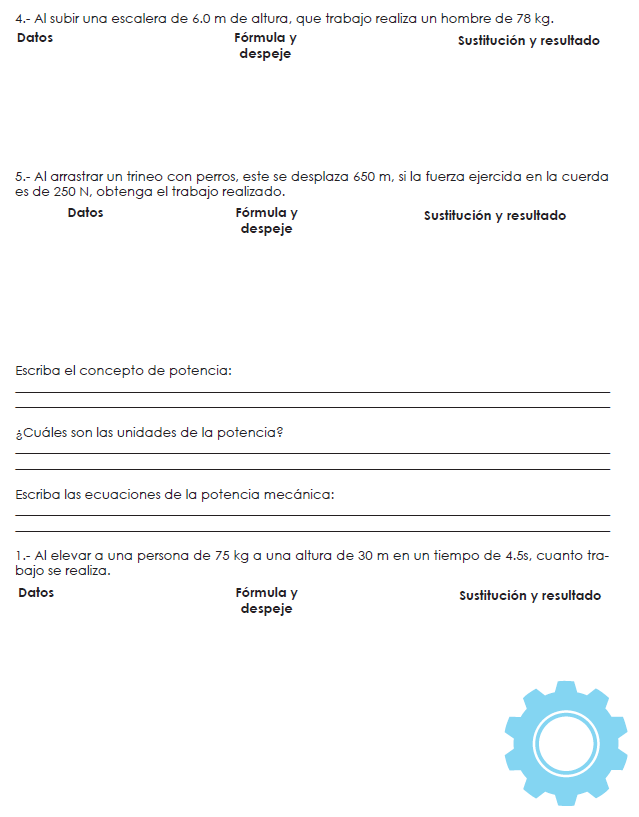 4.- Al subir una escalera de 6.0 m de altura, que trabajo realiza un hombre de 78 kg.
Datos
Fórmula y
despeje
Sustitución y resultado
5.- Al arrastrar un trineo con perros, este se desplaza 650 m, si la fuerza ejercida en la cuerda
es de 250 N, obtenga el trabajo realizado.
Datos
Fórmula y
despeje
Sustitución y resultado
Escriba el concepto de potencia:
¿Cuáles son las unidades de la potencia?
Escriba las ecuaciones de la potencia mecánica:
1.- Al elevar a una persona de 75 kg a una altura de 30 m en un tiempo de 4.5s, cuanto tra-
bajo se realiza.
Datos
Fórmula y
despeje
Sustitución y resultado